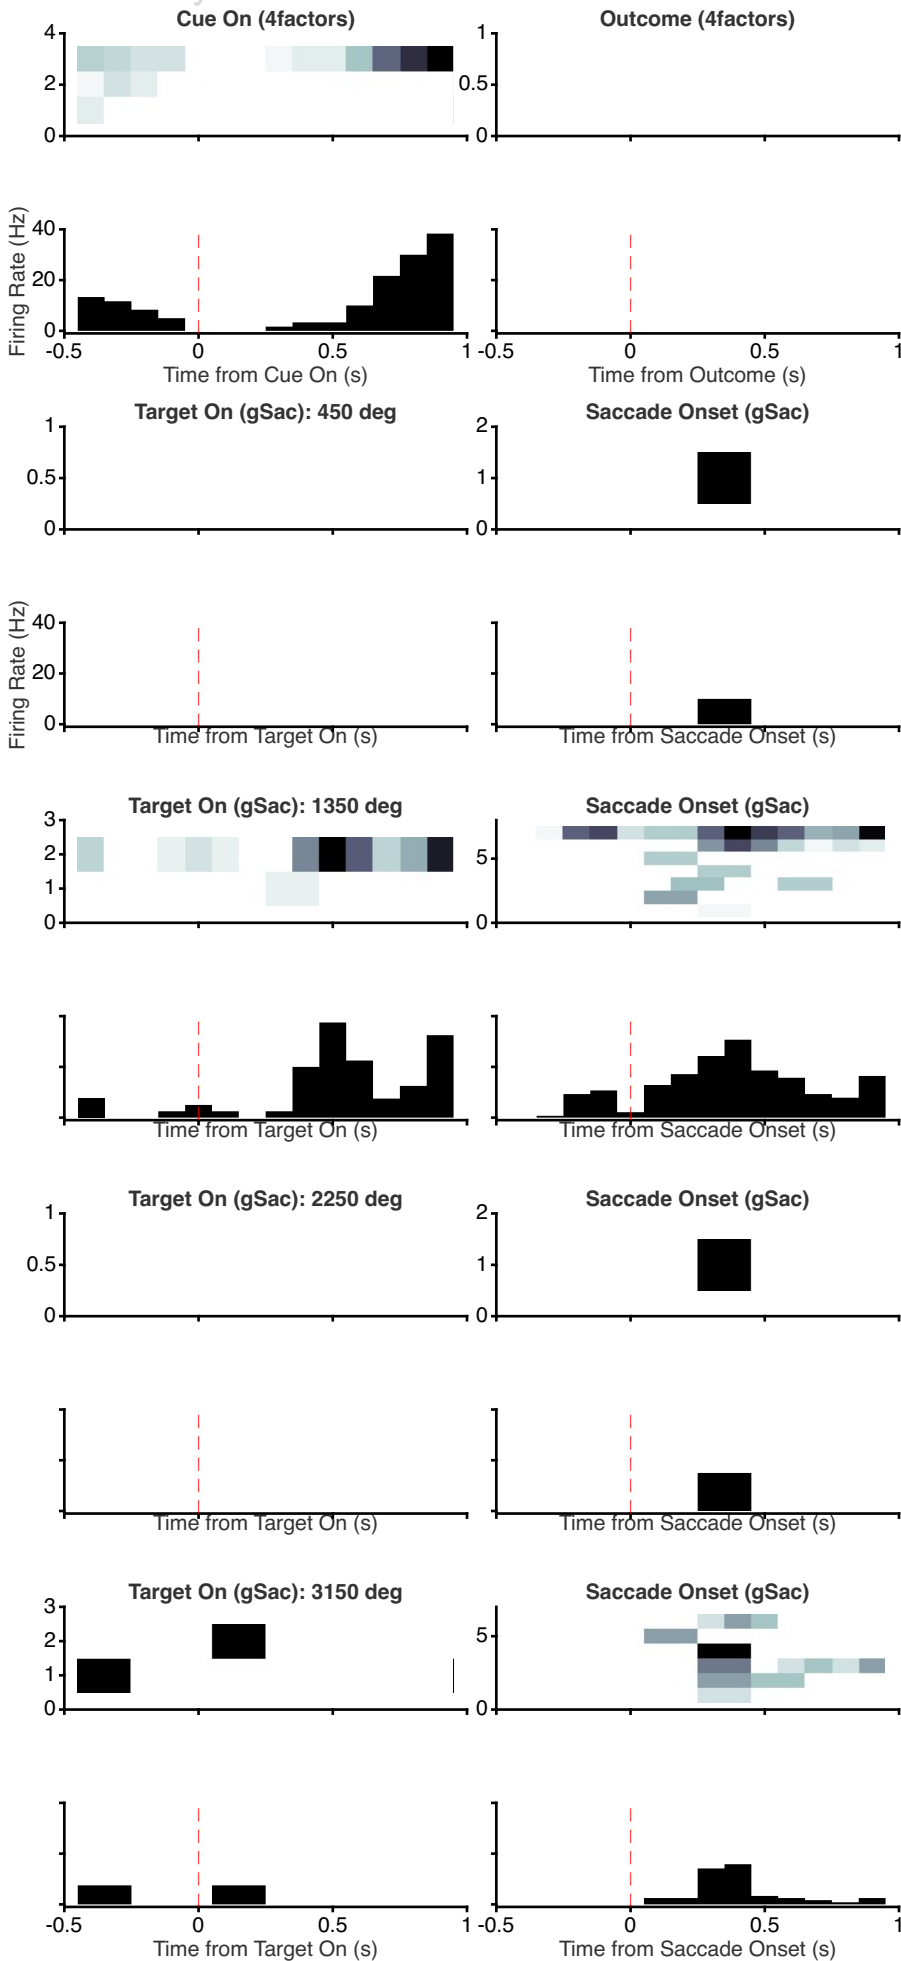 Cue On (4factors) Outcome (4factors)
4 1
2 0.5
0 0
Firing Rate (Hz)
40
20
0
-0.5 0 0.5 1 -0.5 0 0.5 1
Time from Cue On (s) Time from Outcome (s)
Target On (gSac): 450 deg Saccade Onset (gSac)
1 2
0.5 1
0 0
Firing Rate (Hz)
40
20
0
Time from Target On (s) Time from Saccade Onset (s)
Target On (gSac): 1350 deg Saccade Onset (gSac)
3
2 5
1
0 0
Time from Target On (s) Time from Saccade Onset (s)
Target On (gSac): 2250 deg Saccade Onset (gSac)
1 2
0.5 1
0 0
Time from Target On (s) Time from Saccade Onset (s)
Target On (gSac): 3150 deg Saccade Onset (gSac)
3
2 5
1
0 0
-0.5 0 0.5 1 -0.5 0 0.5 1
Time from Target On (s) Time from Saccade Onset (s)